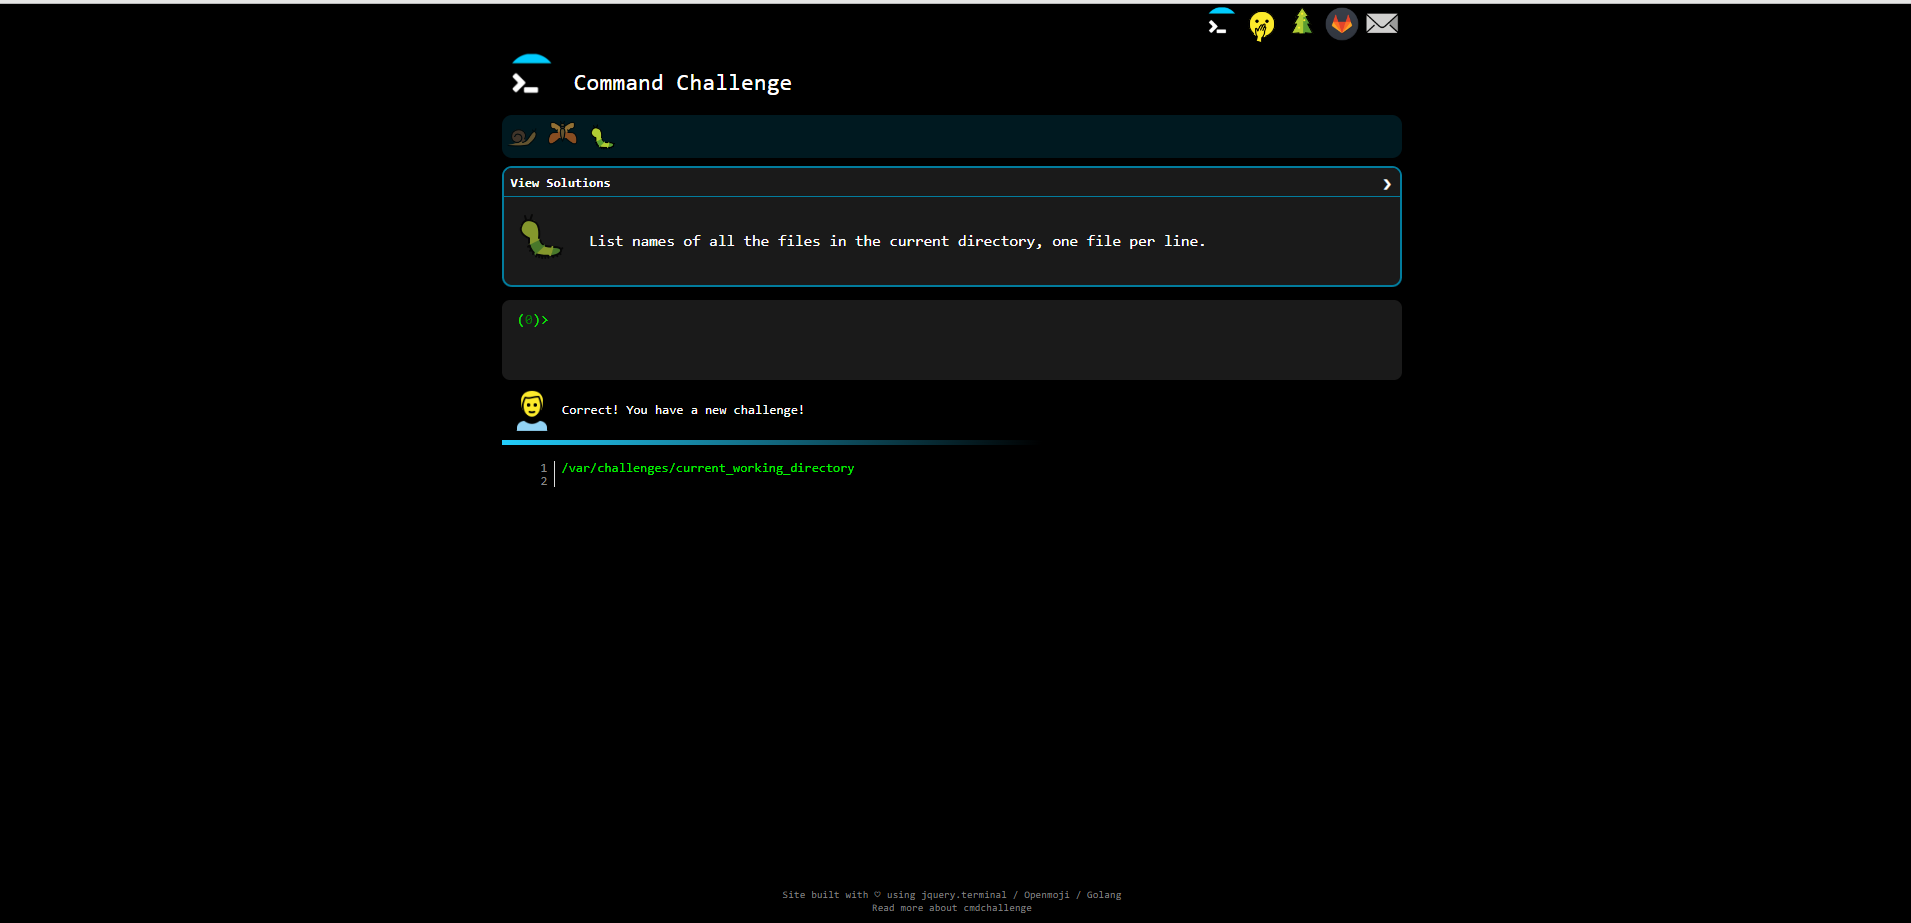 Command Challenge
View Solutions
List names of all the files in the current directory, one file per line.
(0)>
Correct! You have a new challenge!
1 /var/challenges/current_working_directory
2
Site built with ♡ using jquery.terminal / Openmoji / Golang
Read more about cmdchallenge